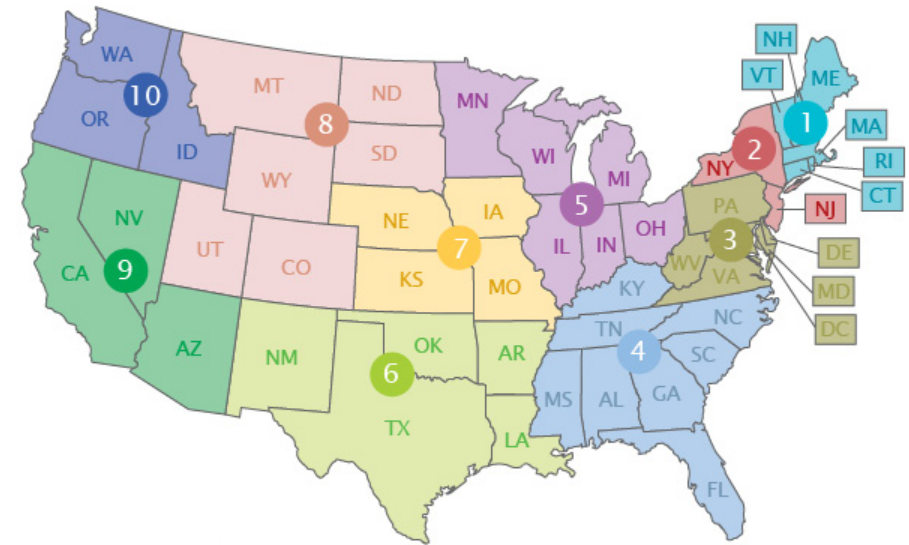 NH
WA
VT
ME
MT
ND
MN
10
OR
8
1
MA
ID
SD
WI
2
RI
NY
WY
MI
CT
5
PA
NJ
NV
NE
IA
OH
7
3
UT
IL
IN
DE
CA
9
CO
KS
MO
WV
VA
KY
MD
NC
TN
DC
AZ
NM
OK
AR
4
SC
6
MS
AL
GA
TX
LA
FL